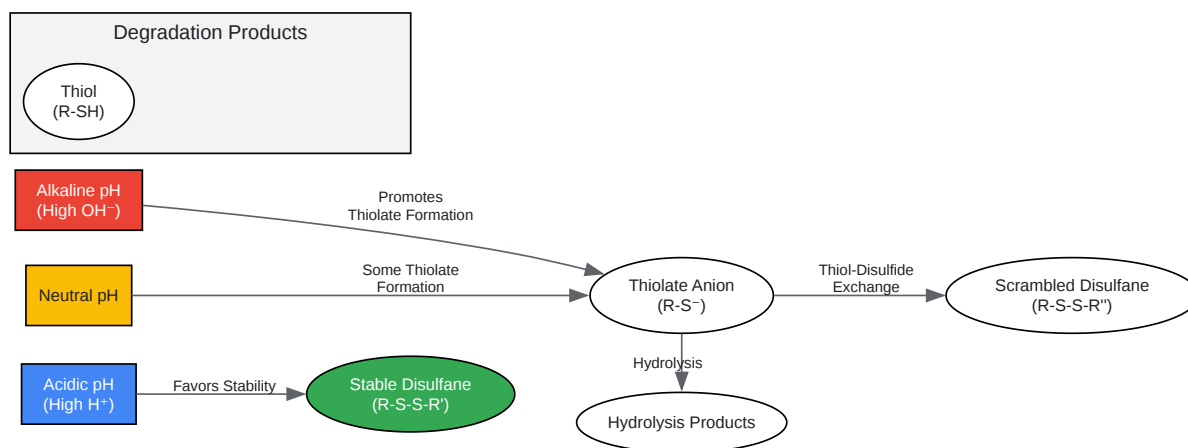 Degradation Products
Thiol
(R-SH)
Alkaline pH
(High OH⁻)
Promotes
Thiolate Formation
Neutral pH
Some Thiolate
Formation
Thiolate Anion
(R-S⁻)
Thiol-Disulfide
Exchange
Scrambled Disulfane
(R-S-S-R'')
Hydrolysis
Acidic pH
(High H⁺)
Favors Stability
Stable Disulfane
(R-S-S-R')
Hydrolysis Products